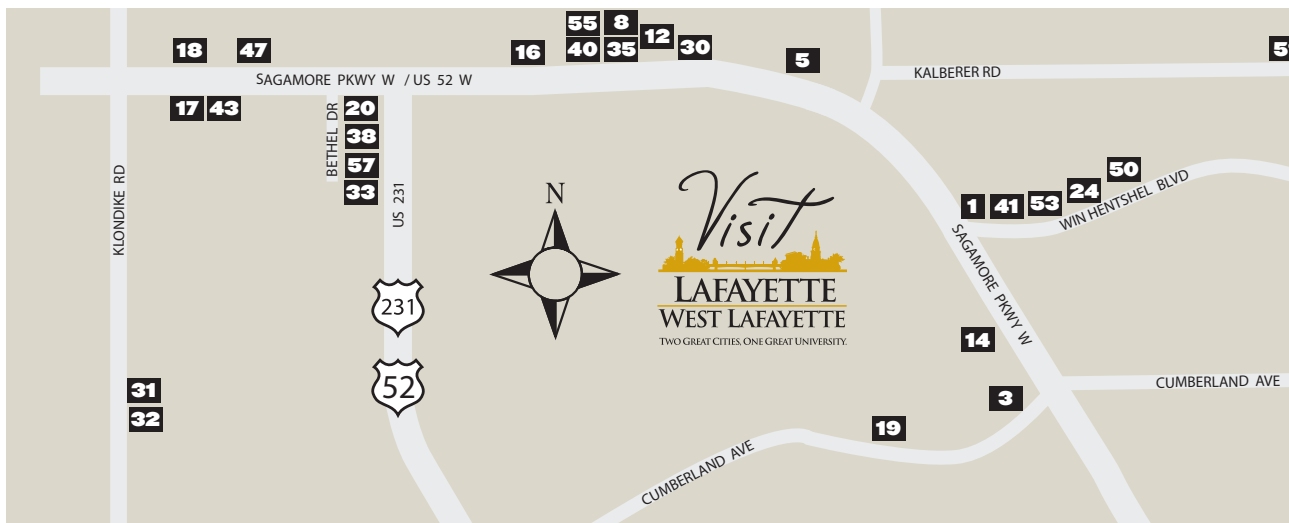 55 8
12
18 47 16 40 35 30
5
SAGAMORE PKWY W / US 52 W
KALBERER RD
17 43
BETHEL DR
20
38
57
33
US 231
KLONDIKE RD
N
Visit
LAFAYETTE
WEST LAFAYETTE
TWO GREAT CITIES, ONE GREAT UNIVERSITY.
1 41 53 24 50
WIN HENTSHEL BLVD
SAGAMORE PKWY W
231
52
14
31
32
3
CUMBERLAND AVE
19
CUMBERLAND AVE